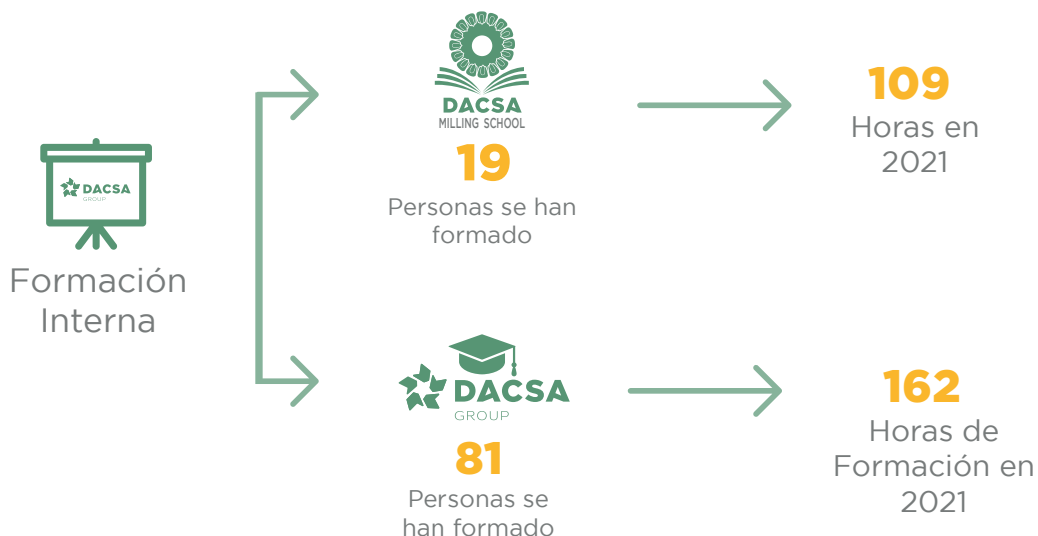 DACSA
GROUP
Formación
Interna
DACSA
MILLING SCHOOL
19
Personas se han
formado
109
Horas en
2021
DACSA
GROUP
81
Personas se
han formado
162
Horas de
Formación en
2021